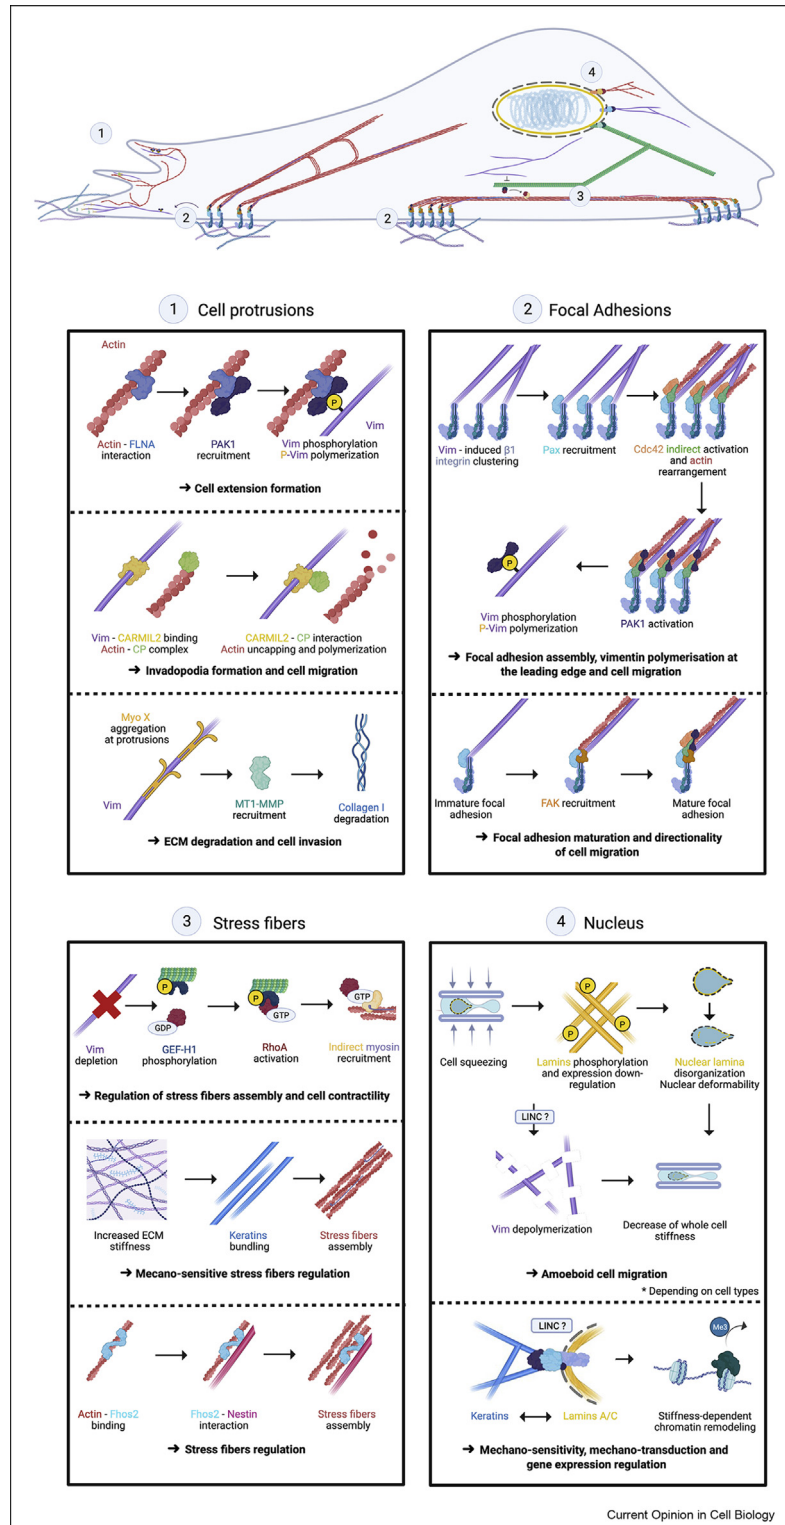 1
4
3
2
2
1 Cell protrusions
Actin
Actin - FLNA
interaction
PAK1
recruitment
P
Vim
Vim phosphorylation
P-Vim polymerization
→ Cell extension formation
Vim - CARMIL2 binding
Actin - CP complex
CARMIL2 - CP interaction
Actin uncapping and polymerization
→ Invadopodia formation and cell migration
Myo X
aggregation
at protrusions
Vim
MT1-MMP
recruitment
Collagen I
degradation
→ ECM degradation and cell invasion
2 Focal Adhesions
Vim - induced β1
integrin clustering
Pax recruitment
Cdc42 indirect activation
and actin
rearrangement
P
Vim phosphorylation
P-Vim polymerization
PAK1 activation
→ Focal adhesion assembly, vimentin polymerisation at
the leading edge and cell migration
Immature focal
adhesion
FAK recruitment
Mature focal
adhesion
→ Focal adhesion maturation and directionality
of cell migration
3 Stress fibers
P
GDP
P
GTP
GTP
Vim
depletion
GEF-H1
phosphorylation
RhoA
activation
Indirect myosin
recruitment
→ Regulation of stress fibers assembly and cell contractility
Increased ECM
stiffness
Keratins
bundling
Stress fibers
assembly
→ Mecano-sensitive stress fibers regulation
Actin - Fhos2
binding
Fhos2 - Nestin
interaction
Stress fibers
assembly
→ Stress fibers regulation
4 Nucleus
P
P
P
Cell squeezing
Lamins phosphorylation
and expression down-
regulation
Nuclear lamina
disorganization
Nuclear deformability
LINC ?
Vim depolymerization
Decrease of whole cell
stiffness
→ Amoeboid cell migration
* Depending on cell types
LINC ?
Me3
Keratins
Lamins A/C
Stiffness-dependent
chromatin remodeling
→ Mechano-sensitivity, mechano-transduction and
gene expression regulation
Current Opinion in Cell Biology